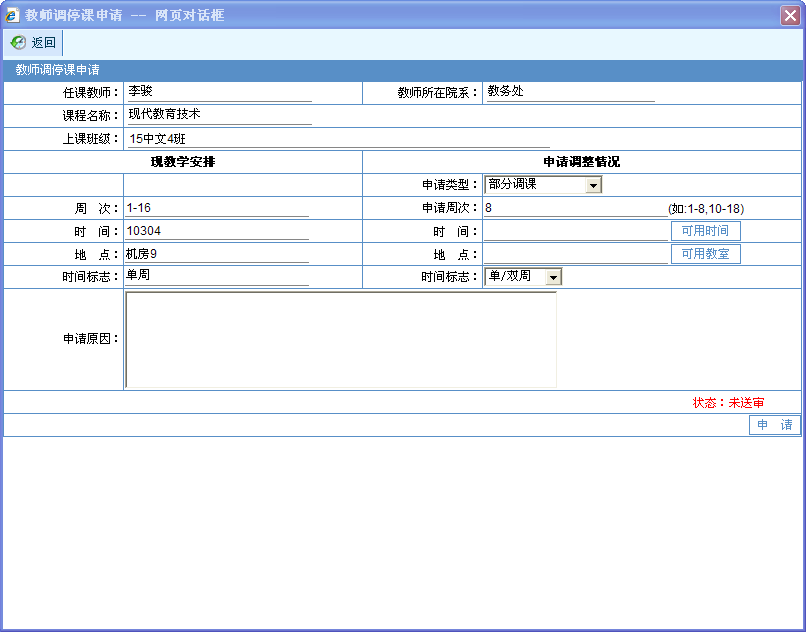 教师调停课申请 -- 网页对话框
返回
教师调停课申请
任课教师： 李骏 教师所在院系： 教务处
课程名称： 现代教育技术
上课班级： 15中文4班
现教学安排 申请调整情况
申请类型： 部分调课
周 次： 1-16 申请周次： 8 (如:1-8,10-18)
时 间： 10304 时 间： 可用时间
地 点： 机房9 地 点： 可用教室
时间标志： 单周 时间标志： 单/双周
申请原因：
状态：未送审
申 请